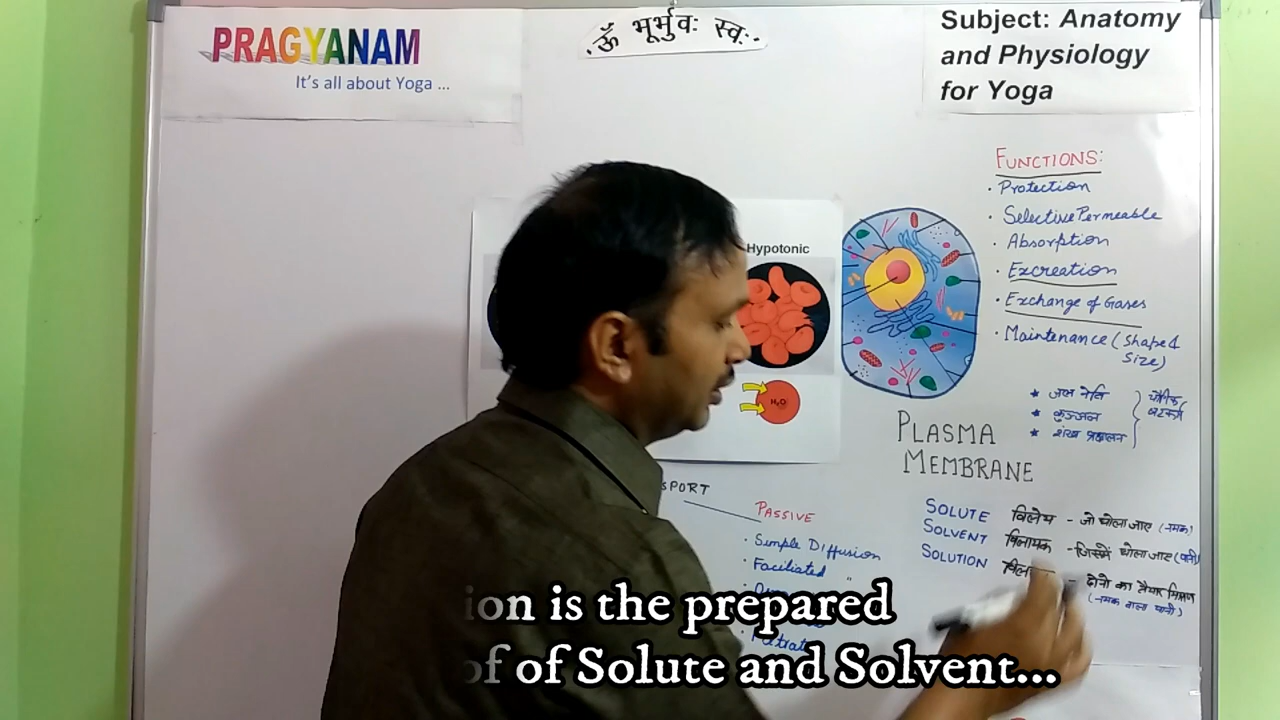 PRAGYANAM
It's all about Yoga ...
ॐ भूर्भुवः स्वः
Subject: Anatomy
and Physiology
for Yoga
FUNCTIONS:
• Protection
• Selective Permeable
• Absorption
• Excreation
• Exchange of Gases
• Maintenance (Shape &
Size)
Hypotonic
H₂O
* जल नेति
* कुञ्जल
* शंख प्रक्षालन
PLASMA
MEMBRANE
SPORT
PASSIVE
• Simple Diffusion
• Faciliated "
SOLUTE विलेय - जो घोला जाए (नमक)
SOLVENT विलायक - जिसमें घोला जाए (पानी)
SOLUTION - दोनो का तैयार मिश्रण
(नमक वाला पानी)
ion is the prepared
of of Solute and Solvent...